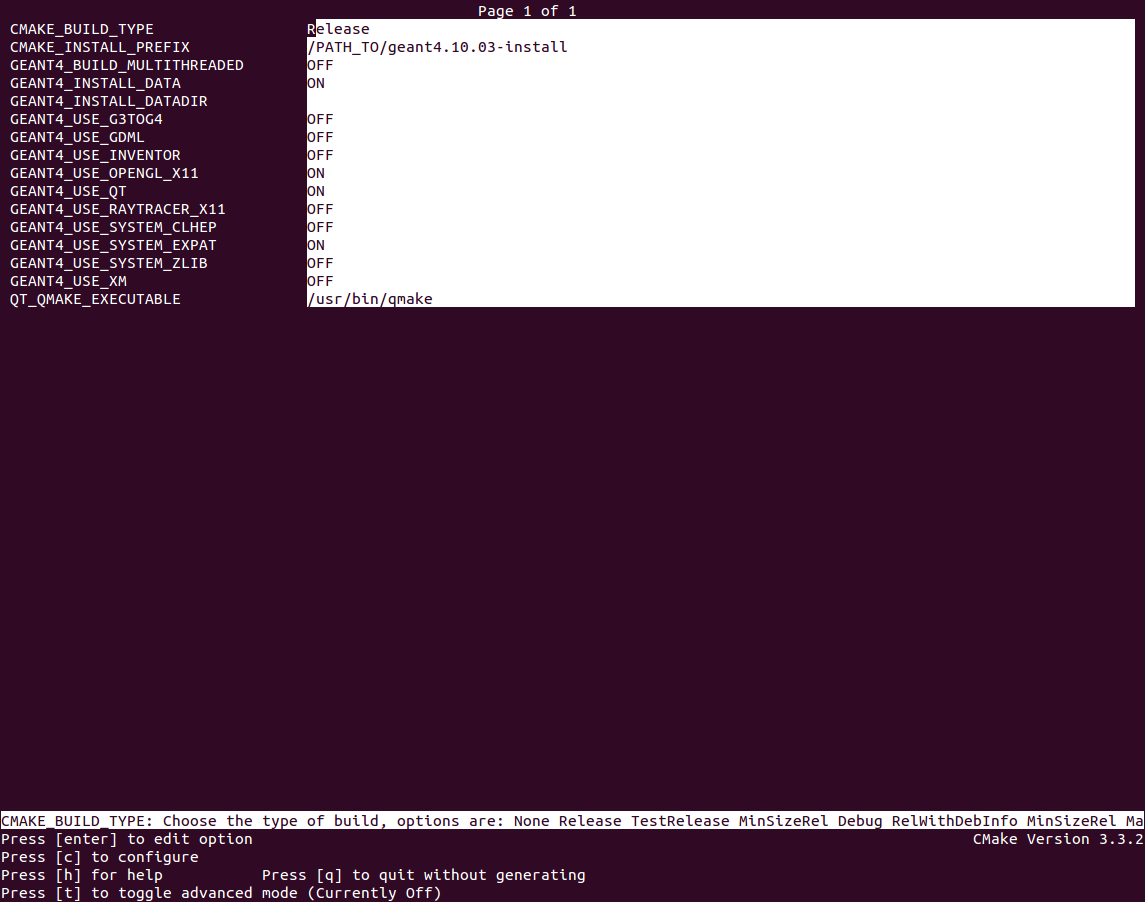 Page 1 of 1
CMAKE_BUILD_TYPE Release
CMAKE_INSTALL_PREFIX /PATH_TO/geant4.10.03-install
GEANT4_BUILD_MULTITHREADED OFF
GEANT4_INSTALL_DATA ON
GEANT4_INSTALL_DATADIR
GEANT4_USE_G3TOG4 OFF
GEANT4_USE_GDML OFF
GEANT4_USE_INVENTOR OFF
GEANT4_USE_OPENGL_X11 ON
GEANT4_USE_QT ON
GEANT4_USE_RAYTRACER_X11 OFF
GEANT4_USE_SYSTEM_CLHEP OFF
GEANT4_USE_SYSTEM_EXPAT ON
GEANT4_USE_SYSTEM_ZLIB OFF
GEANT4_USE_XM OFF
QT_QMAKE_EXECUTABLE /usr/bin/qmake
CMAKE_BUILD_TYPE: Choose the type of build, options are: None Release TestRelease MinSizeRel Debug RelWithDebInfo MinSizeRel Ma
Press [enter] to edit option CMake Version 3.3.2
Press [c] to configure
Press [h] for help Press [q] to quit without generating
Press [t] to toggle advanced mode (Currently Off)